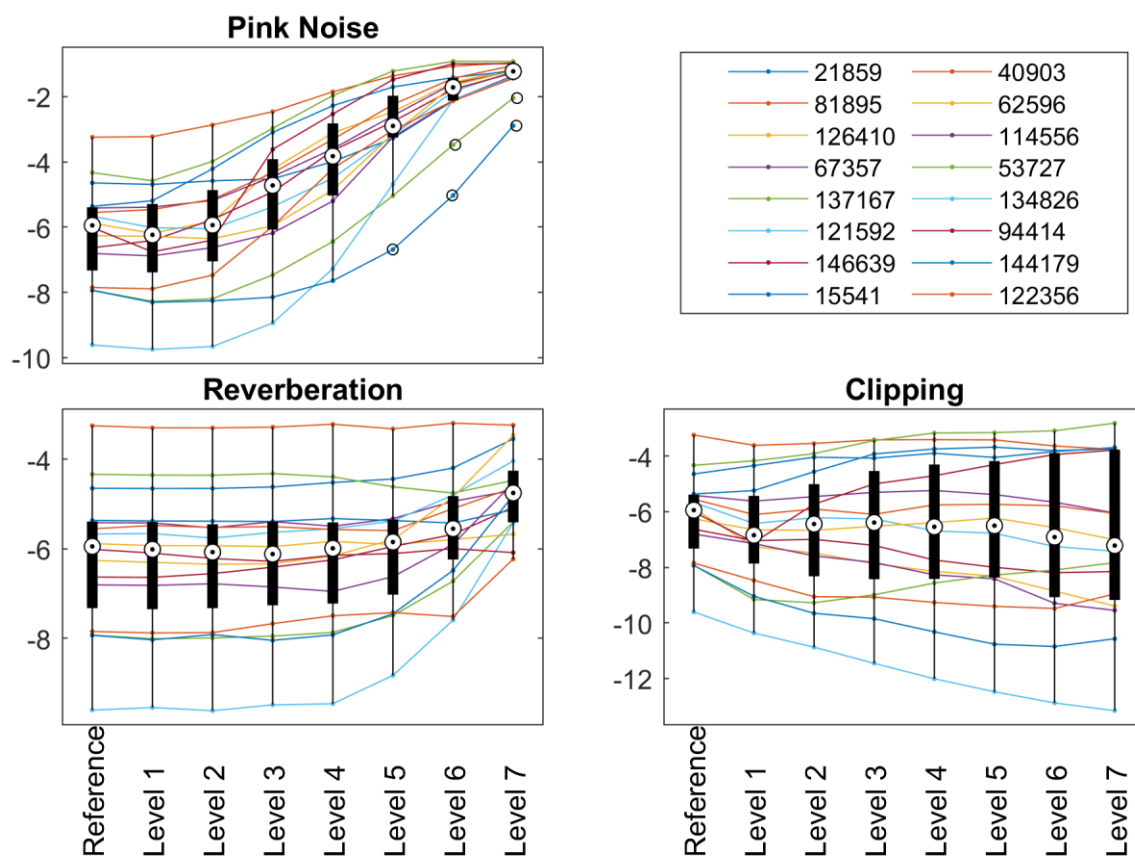 Pink Noise
-2
-4
-6
-8
-10
21859 40903
81895 62596
126410 114556
67357 53727
137167 134826
121592 94414
146639 144179
15541 122356
Reverberation
-4
-6
-8
Reference
Level 1
Level 2
Level 3
Level 4
Level 5
Level 6
Level 7
Clipping
-4
-6
-8
-10
-12
Reference
Level 1
Level 2
Level 3
Level 4
Level 5
Level 6
Level 7